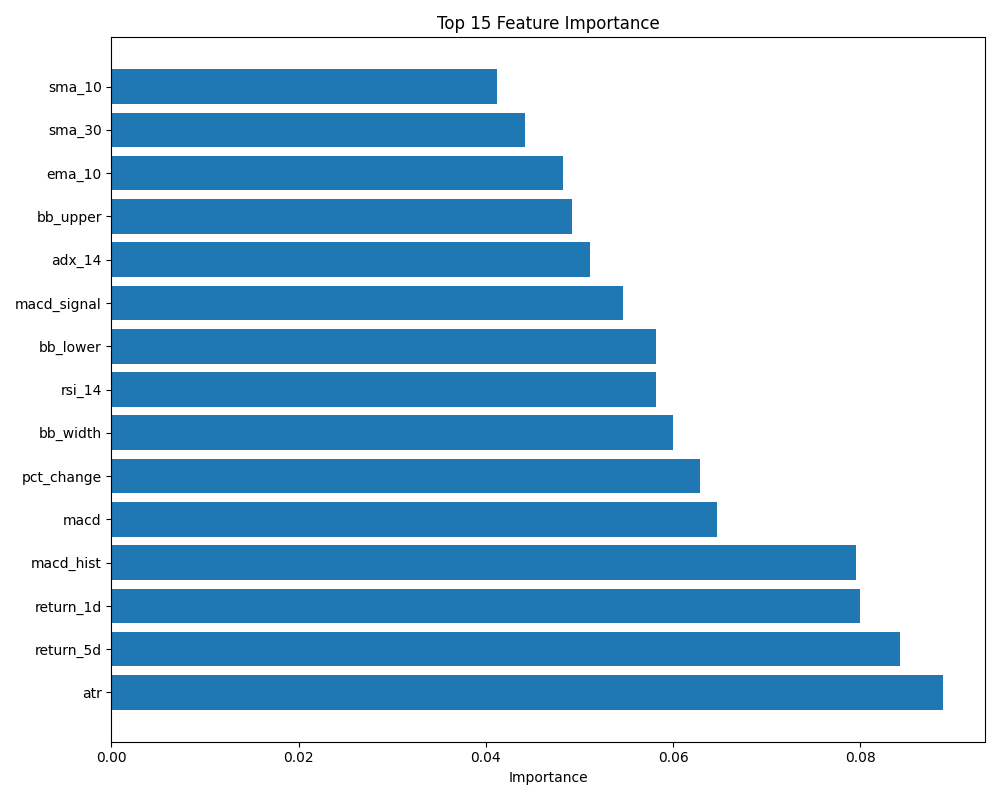 Top 15 Feature Importance
sma_10
sma_30
ema_10
bb_upper
adx_14
macd_signal
bb_lower
rsi_14
bb_width
pct_change
macd
macd_hist
return_1d
return_5d
atr
0.00 0.02 0.04 0.06 0.08
Importance